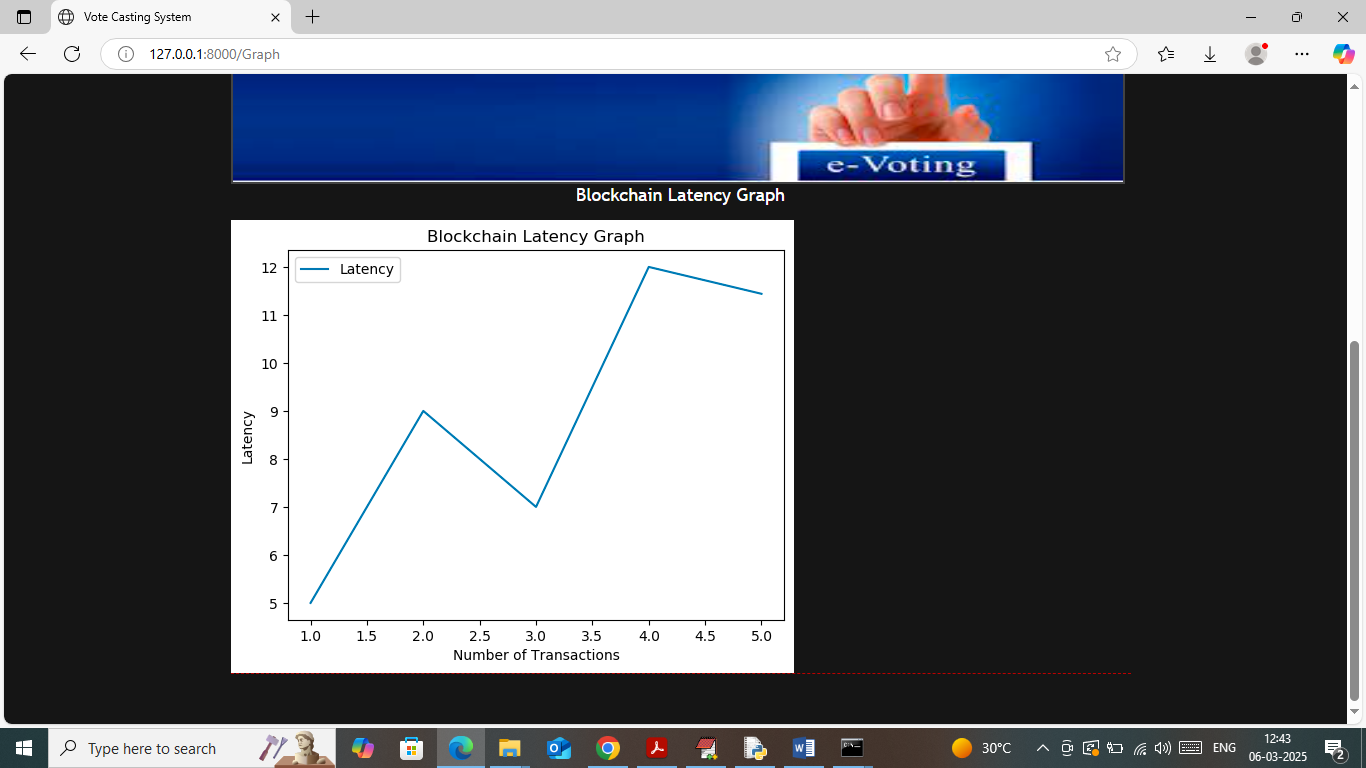 Vote Casting System
127.0.0.1:8000/Graph
e-Voting
Blockchain Latency Graph
Blockchain Latency Graph
Latency
12
11
10
9
8
7
6
5
Latency
1.0 1.5 2.0 2.5 3.0 3.5 4.0 4.5 5.0
Number of Transactions
Type here to search
30°C
ENG
12:43
06-03-2025
2